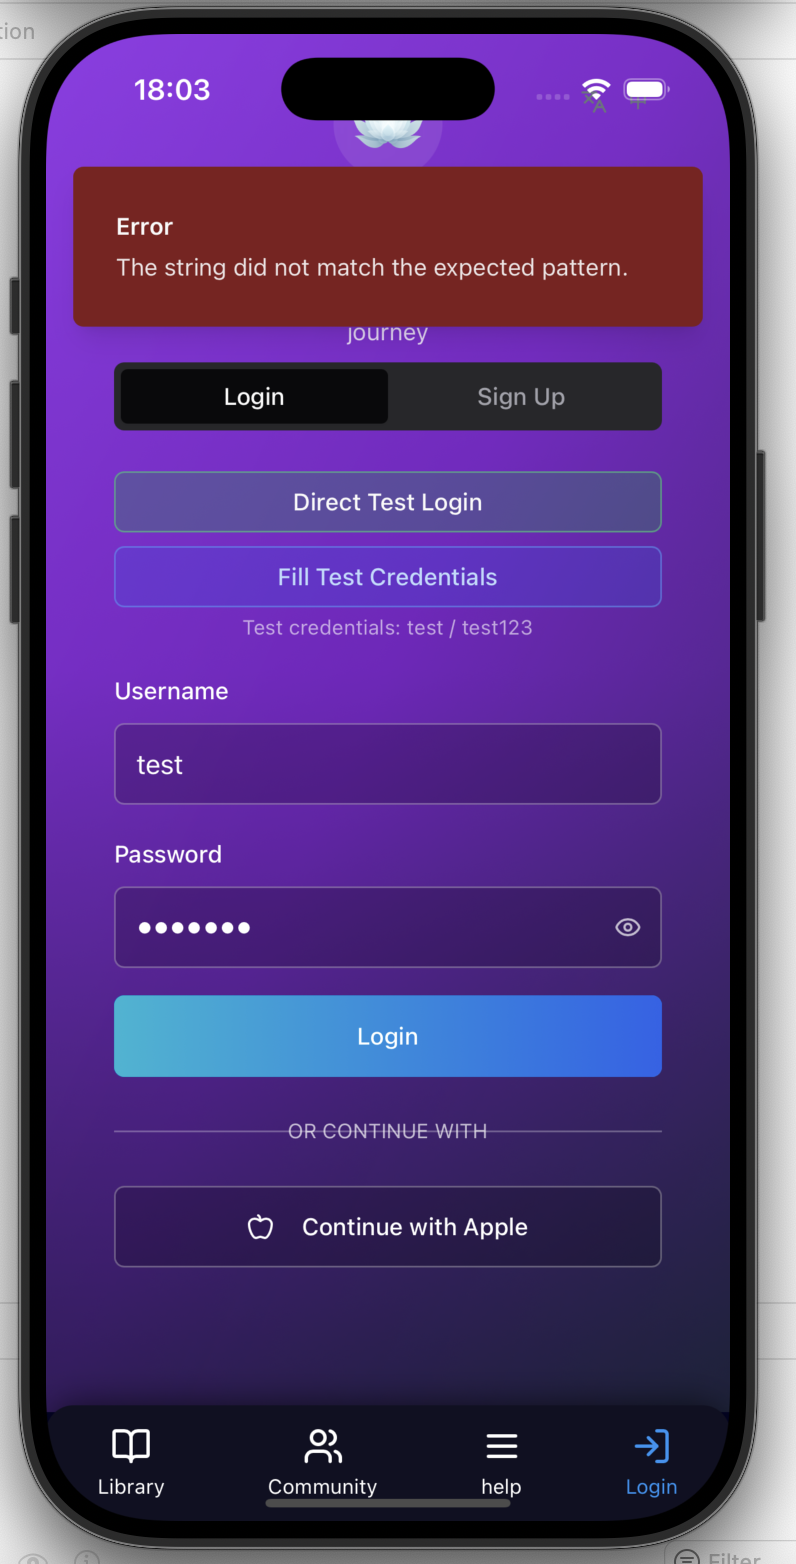 tion
18:03
Error
The string did not match the expected pattern.
journey
Login
Sign Up
Direct Test Login
Fill Test Credentials
Test credentials: test / test123
Username
test
Password
Login
OR CONTINUE WITH
Continue with Apple
Library
Community
help
Login
Filter